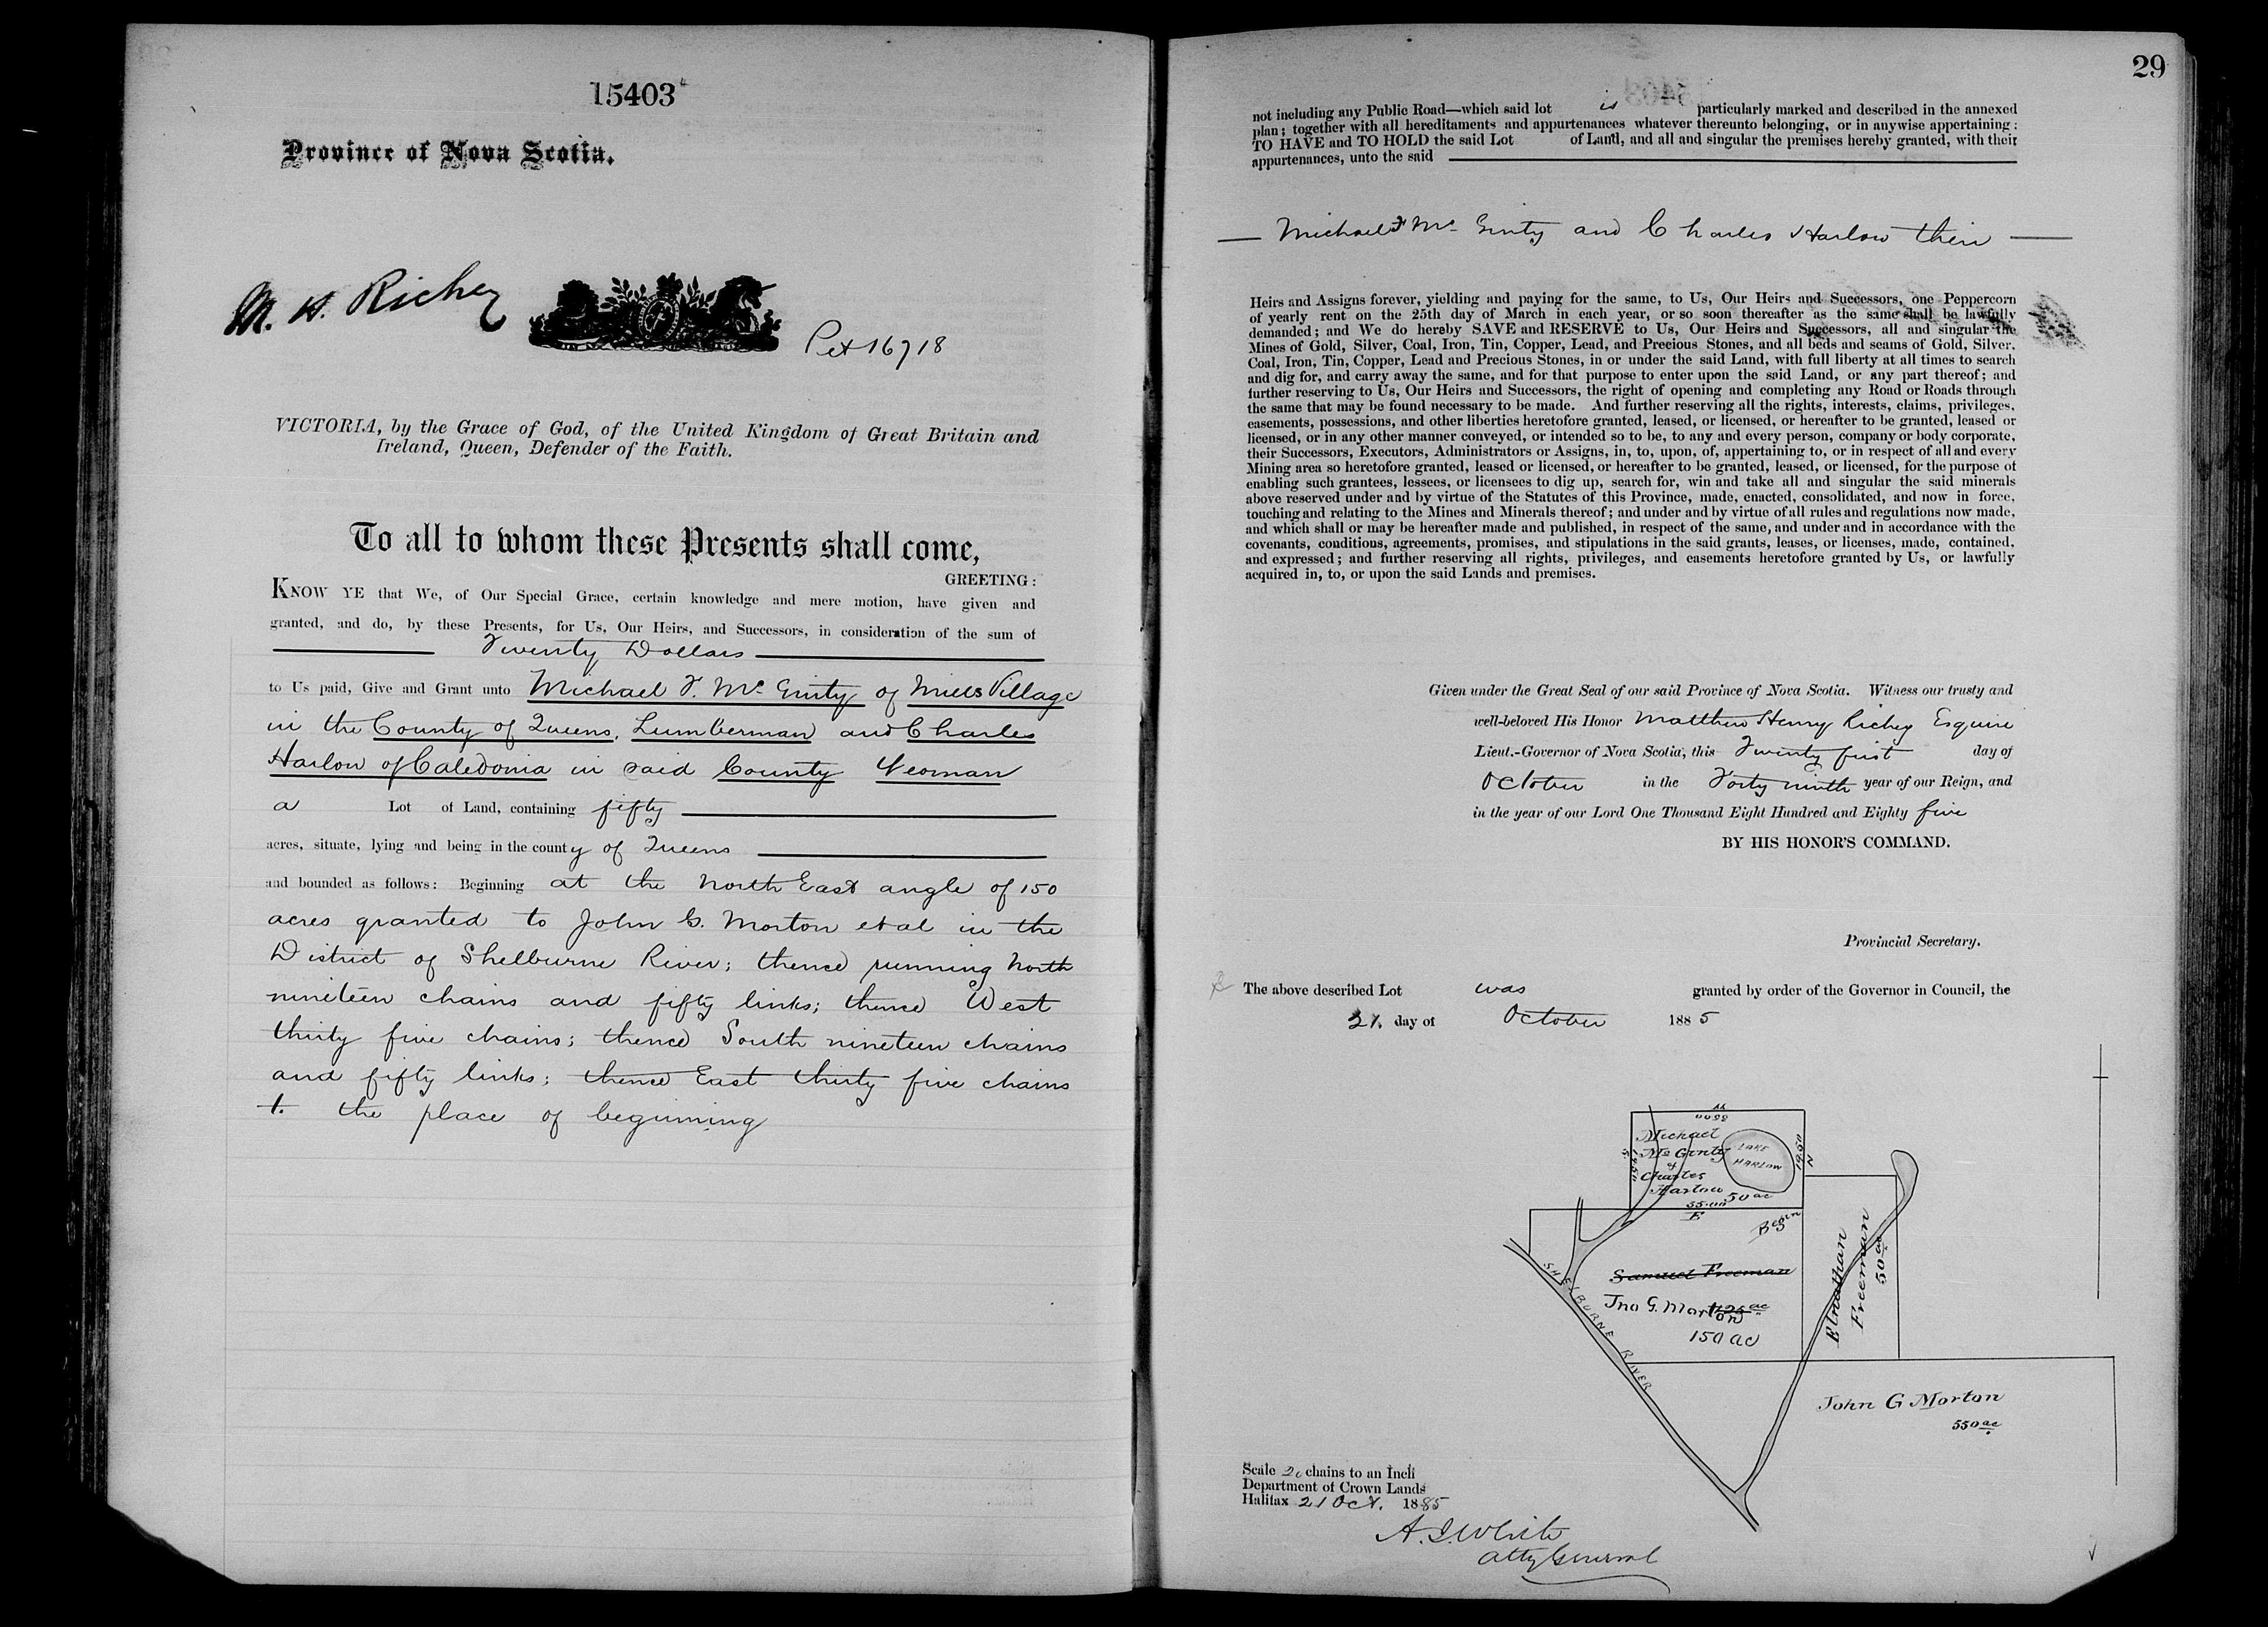 15403
Province of Nova Scotia.
M. H. Richey
Pet 16718
VICTORIA, by the Grace of God, of the United Kingdom of Great Britain and
Ireland, Queen, Defender of the Faith.
To all to whom these Presents shall come,
GREETING:
KNOW YE that We, of Our Special Grace, certain knowledge and mere motion, have given and
granted, and do, by these Presents, for Us, Our Heirs, and Successors, in consideration of the sum of
Twenty Dollars
to Us paid, Give and Grant unto Michael F. McGinty of Mills Village
in the County of Queens, Lumberman and Charles
Harlow of Caledonia in said County Yeoman
a Lot of Land, containing fifty
acres, situate, lying and being in the county of Queens
and bounded as follows: Beginning at the North East angle of 150
acres granted to John G. Morton et al in the
District of Shelburne River; thence running North
nineteen chains and fifty links; thence West
thirty five chains; thence South nineteen chains
and fifty links; thence East thirty five chains
to the place of beginning
29
not including any Public Road—which said lot is particularly marked and described in the annexed
plan; together with all hereditaments and appurtenances whatever thereunto belonging, or in anywise appertaining:
TO HAVE and TO HOLD the said Lot of Land, and all and singular the premises hereby granted, with their
appurtenances, unto the said
Michael F McGinty and Charles Harlow their
Heirs and Assigns forever, yielding and paying for the same, to Us, Our Heirs and Successors, one Peppercorn
of yearly rent on the 25th day of March in each year, or so soon thereafter as the same shall be lawfully
demanded; and We do hereby SAVE and RESERVE to Us, Our Heirs and Successors, all and singular the
Mines of Gold, Silver, Coal, Iron, Tin, Copper, Lead, and Precious Stones, and all beds and seams of Gold, Silver,
Coal, Iron, Tin, Copper, Lead and Precious Stones, in or under the said Land, with full liberty at all times to search
and dig for, and carry away the same, and for that purpose to enter upon the said Land, or any part thereof; and
further reserving to Us, Our Heirs and Successors, the right of opening and completing any Road or Roads through
the same that may be found necessary to be made. And further reserving all the rights, interests, claims, privileges,
easements, possessions, and other liberties heretofore granted, leased, or licensed, or hereafter to be granted, leased or
licensed, or in any other manner conveyed, or intended so to be, to any and every person, company or body corporate,
their Successors, Executors, Administrators or Assigns, in, to, upon, of, appertaining to, or in respect of all and every
Mining area so heretofore granted, leased or licensed, or hereafter to be granted, leased, or licensed, for the purpose of
enabling such grantees, lessees, or licensees to dig up, search for, win and take all and singular the said minerals
above reserved under and by virtue of the Statutes of this Province, made, enacted, consolidated, and now in force,
touching and relating to the Mines and Minerals thereof; and under and by virtue of all rules and regulations now made,
and which shall or may be hereafter made and published, in respect of the same, and under and in accordance with the
covenants, conditions, agreements, promises, and stipulations in the said grants, leases, or licenses, made, contained,
and expressed; and further reserving all rights, privileges, and easements heretofore granted by Us, or lawfully
acquired in, to, or upon the said Lands and premises.
Given under the Great Seal of our said Province of Nova Scotia. Witness our trusty and
well-beloved His Honor Matthew Henry Richey Esquire
Lieut.-Governor of Nova Scotia, this Twenty first day of
October in the Forty ninth year of our Reign, and
in the year of our Lord One Thousand Eight Hundred and Eighty five
BY HIS HONOR'S COMMAND.
Provincial Secretary.
The above described Lot was granted by order of the Governor in Council, the
21. day of October 1885
W
35.00
Michael
McGinty
&
Charles
Harlow 50 ac
LAKE
HARLOW
19.50
N
S
19.50
35.00
E
Begin
Samuel Freeman
Jno G. Morton
125 ac
150 ac
SHELBURNE RIVER
Elnathan
Freeman
50 ac
John G Morton
550 ac
Scale 20 chains to an Inch
Department of Crown Lands
Halifax 21 Oct. 1885
A. J. White
Atty General